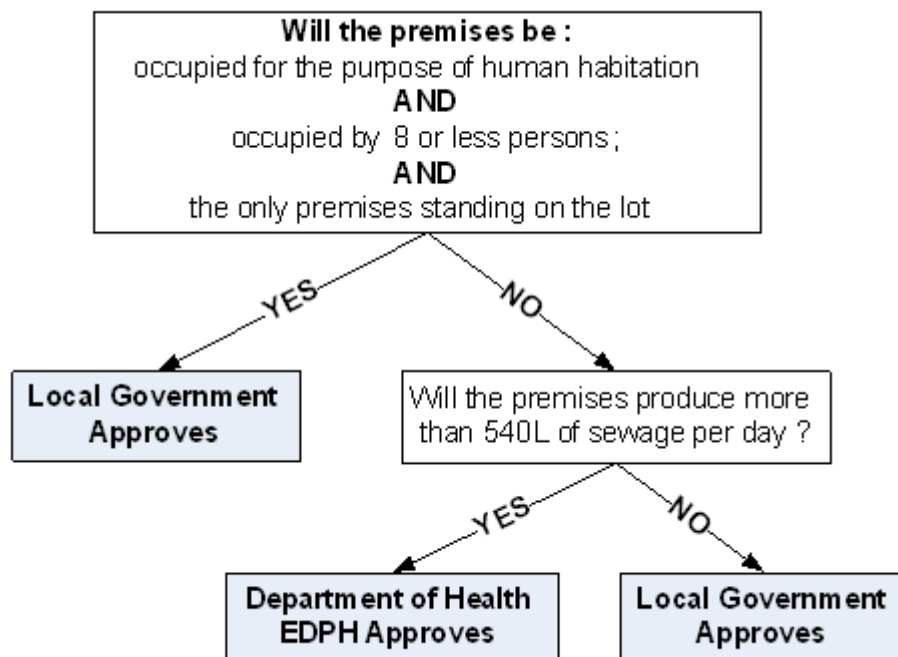 Will the premises be :
occupied for the purpose of human habitation
AND
occupied by 8 or less persons ;
AND
the only premises standing on the lot
YES
NO
Local Government
Approves
Will the premises produce more
than 540L of sewage per day ?
YES
NO
Department of Health
EDPH Approves
Local Government
Approves